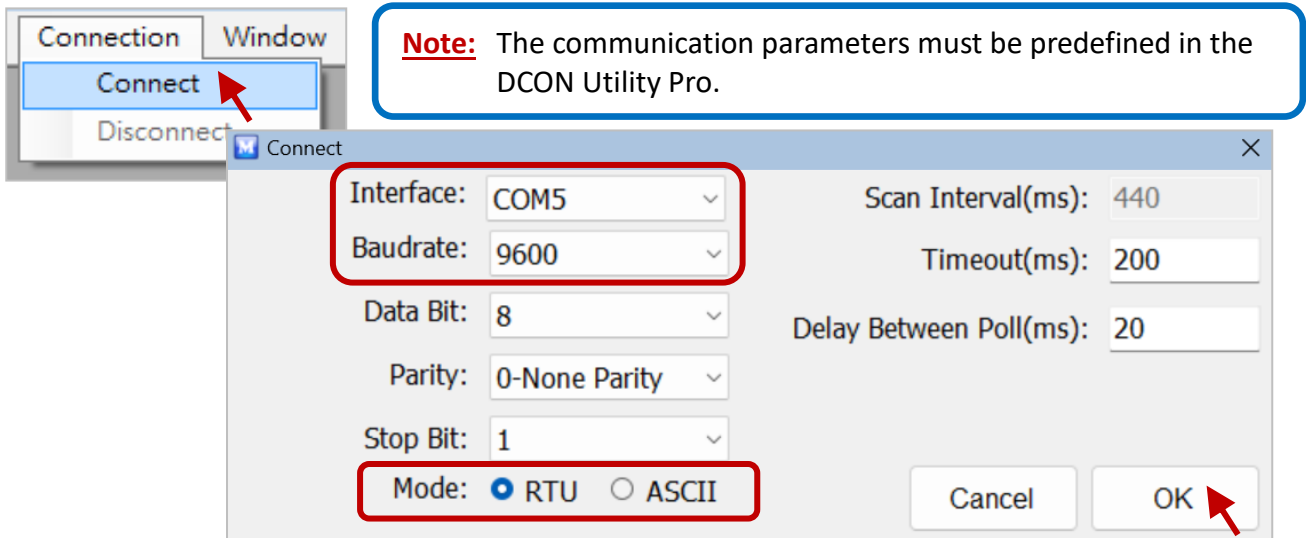 Connection Window
Connect
Disconnect
Note: The communication parameters must be predefined in the
DCON Utility Pro.
M Connect
Interface: COM5
Baudrate: 9600
Data Bit: 8
Parity: 0-None Parity
Stop Bit: 1
Mode: RTU ASCII
Scan Interval(ms): 440
Timeout(ms): 200
Delay Between Poll(ms): 20
Cancel OK